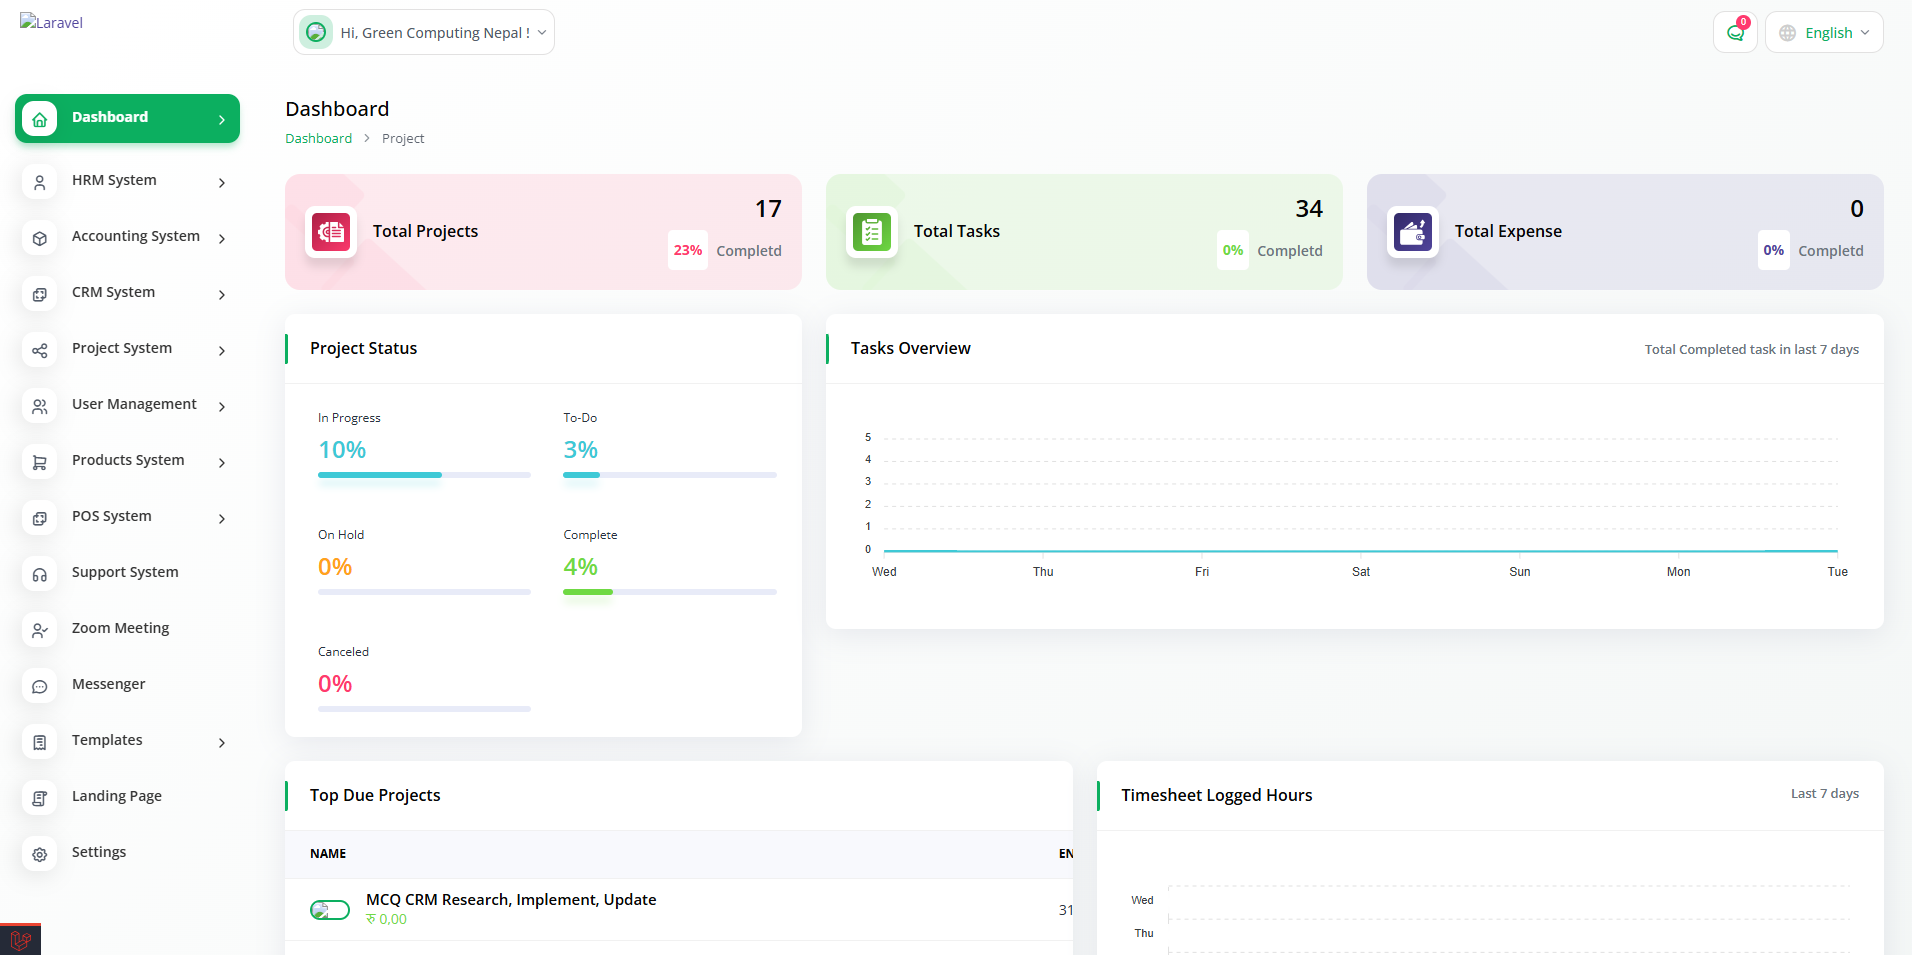 Laravel
Hi, Green Computing Nepal !
0
English
Dashboard
HRM System
Accounting System
CRM System
Project System
User Management
Products System
POS System
Support System
Zoom Meeting
Messenger
Templates
Landing Page
Settings
Dashboard
Dashboard > Project
Total Projects
17
23% Completd
Total Tasks
34
0% Completd
Total Expense
0
0% Completd
Project Status
In Progress
10%
To-Do
3%
On Hold
0%
Complete
4%
Canceled
0%
Tasks Overview
Total Completed task in last 7 days
5
4
3
2
1
0
Wed Thu Fri Sat Sun Mon Tue
Top Due Projects
NAME EN
MCQ CRM Research, Implement, Update
रु 0,00
31
Timesheet Logged Hours
Last 7 days
Wed
Thu